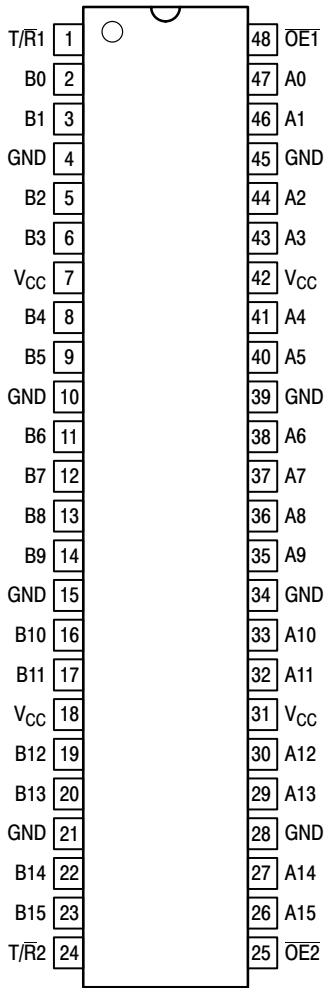 T/R̅1 1 48 O̅E̅1̅
B0 2 47 A0
B1 3 46 A1
GND 4 45 GND
B2 5 44 A2
B3 6 43 A3
VCC 7 42 VCC
B4 8 41 A4
B5 9 40 A5
GND 10 39 GND
B6 11 38 A6
B7 12 37 A7
B8 13 36 A8
B9 14 35 A9
GND 15 34 GND
B10 16 33 A10
B11 17 32 A11
VCC 18 31 VCC
B12 19 30 A12
B13 20 29 A13
GND 21 28 GND
B14 22 27 A14
B15 23 26 A15
T/R̅2 24 25 O̅E̅2̅